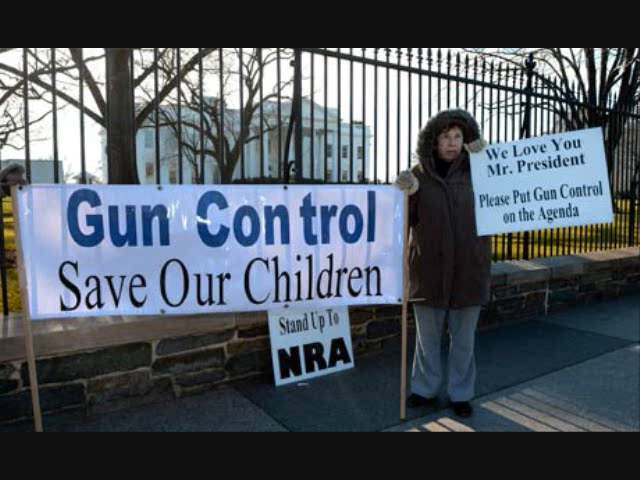 Gun Control
Save Our Children
Stand Up To
NRA
We Love You
Mr. President
Please Put Gun Control
on the Agenda